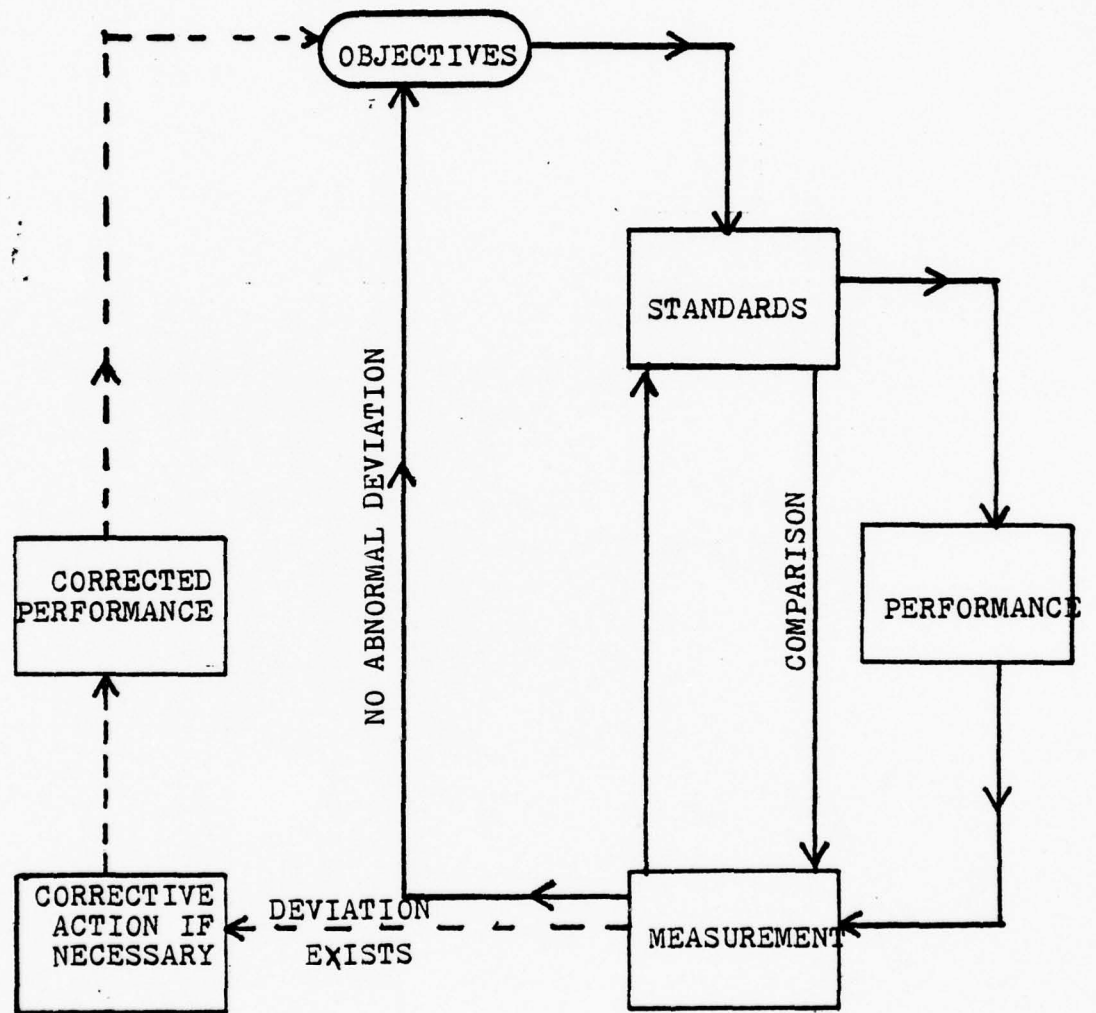 OBJECTIVES
STANDARDS
NO ABNORMAL DEVIATION
COMPARISON
CORRECTED
PERFORMANCE
PERFORMANCE
CORRECTIVE
ACTION IF
NECESSARY
DEVIATION
EXISTS
MEASUREMENT